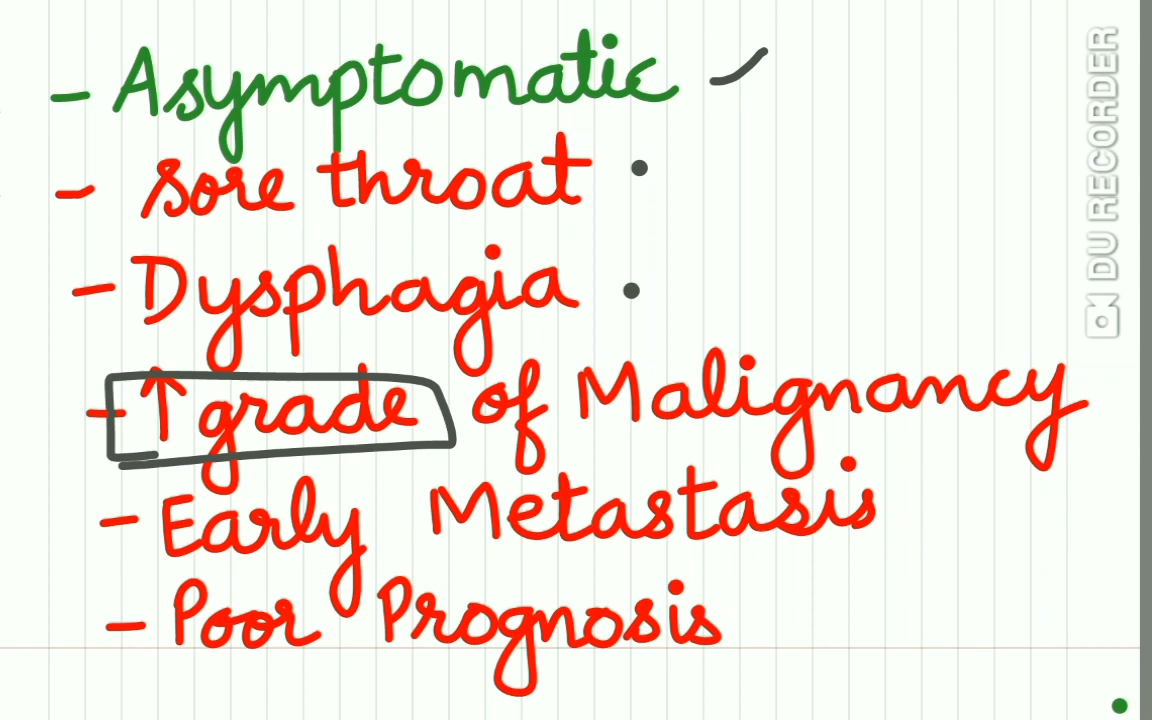 - Asymptomatic
- Sore throat
- Dysphagia
- ↑ grade of Malignancy
- Early Metastasis
- Poor Prognosis
DU RECORDER